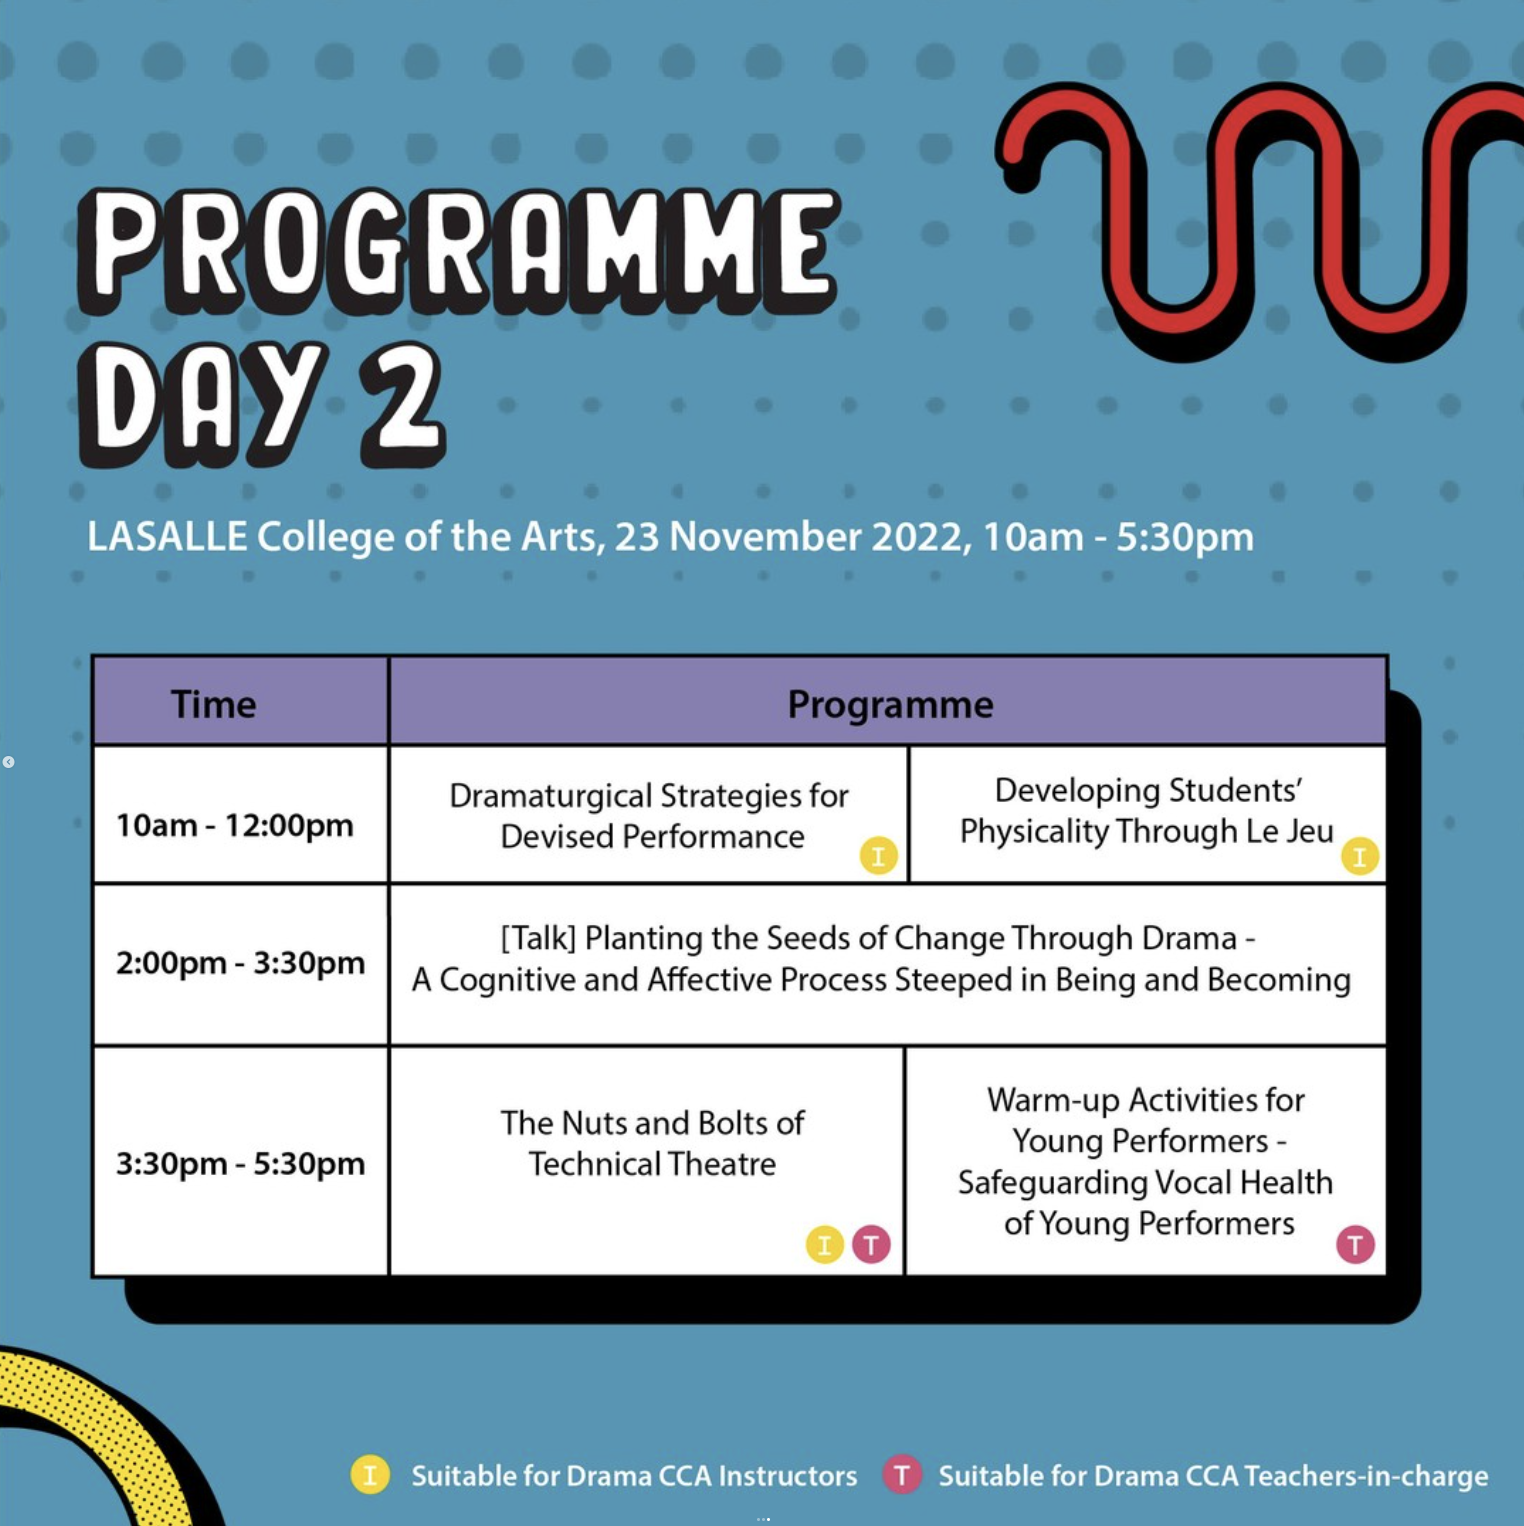 PROGRAMME
DAY 2
LASALLE College of the Arts, 23 November 2022, 10am - 5:30pm
Time
Programme
10am - 12:00pm
Dramaturgical Strategies for
Devised Performance
I
Developing Students’
Physicality Through Le Jeu
I
2:00pm - 3:30pm
[Talk] Planting the Seeds of Change Through Drama -
A Cognitive and Affective Process Steeped in Being and Becoming
3:30pm - 5:30pm
The Nuts and Bolts of
Technical Theatre
I T
Warm-up Activities for
Young Performers -
Safeguarding Vocal Health
of Young Performers
T
I Suitable for Drama CCA Instructors
T Suitable for Drama CCA Teachers-in-charge